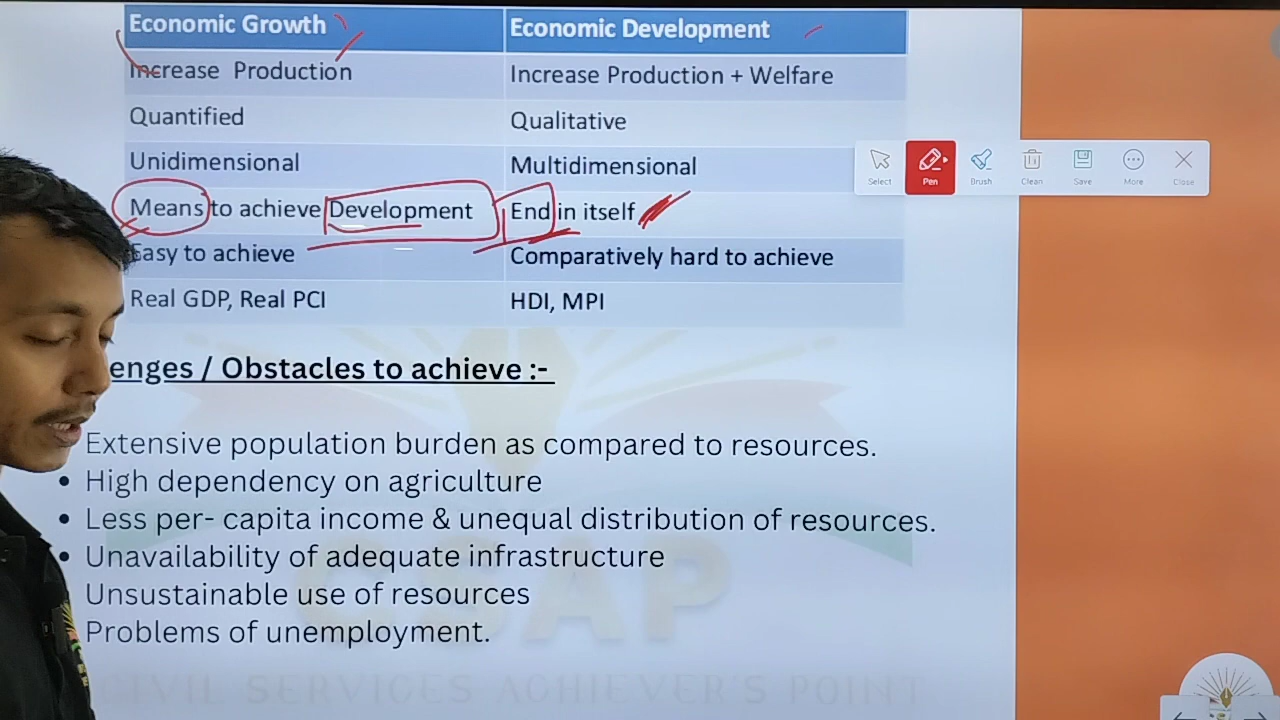 Economic Growth Economic Development
Increase Production Increase Production + Welfare
Quantified Qualitative
Unidimensional Multidimensional
Means to achieve Development End in itself
Easy to achieve Comparatively hard to achieve
Real GDP, Real PCI HDI, MPI
enges / Obstacles to achieve :-
Extensive population burden as compared to resources.
• High dependency on agriculture
• Less per- capita income & unequal distribution of resources.
• Unavailability of adequate infrastructure
Unsustainable use of resources
Problems of unemployment.
Select Pen Brush Clean Save More Close
CSAP
CIVIL SERVICES ACHIEVER'S POINT